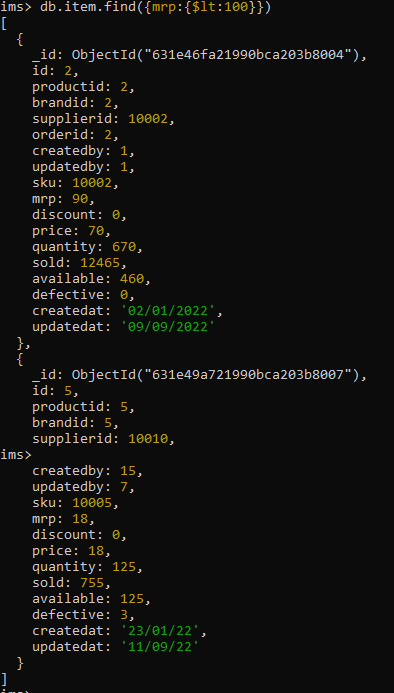 ims> db.item.find({mrp:{$lt:100}})
[
  {
    _id: ObjectId("631e46fa21990bca203b8004"),
    id: 2,
    productid: 2,
    brandid: 2,
    supplierid: 10002,
    orderid: 2,
    createdby: 1,
    updatedby: 1,
    sku: 10002,
    mrp: 90,
    discount: 0,
    price: 70,
    quantity: 670,
    sold: 12465,
    available: 460,
    defective: 0,
    createdat: '02/01/2022',
    updatedat: '09/09/2022'
  },
  {
    _id: ObjectId("631e49a721990bca203b8007"),
    id: 5,
    productid: 5,
    brandid: 5,
    supplierid: 10010,
ims>
    createdby: 15,
    updatedby: 7,
    sku: 10005,
    mrp: 18,
    discount: 0,
    price: 18,
    quantity: 125,
    sold: 755,
    available: 125,
    defective: 3,
    createdat: '23/01/22',
    updatedat: '11/09/22'
  }
]
ims>